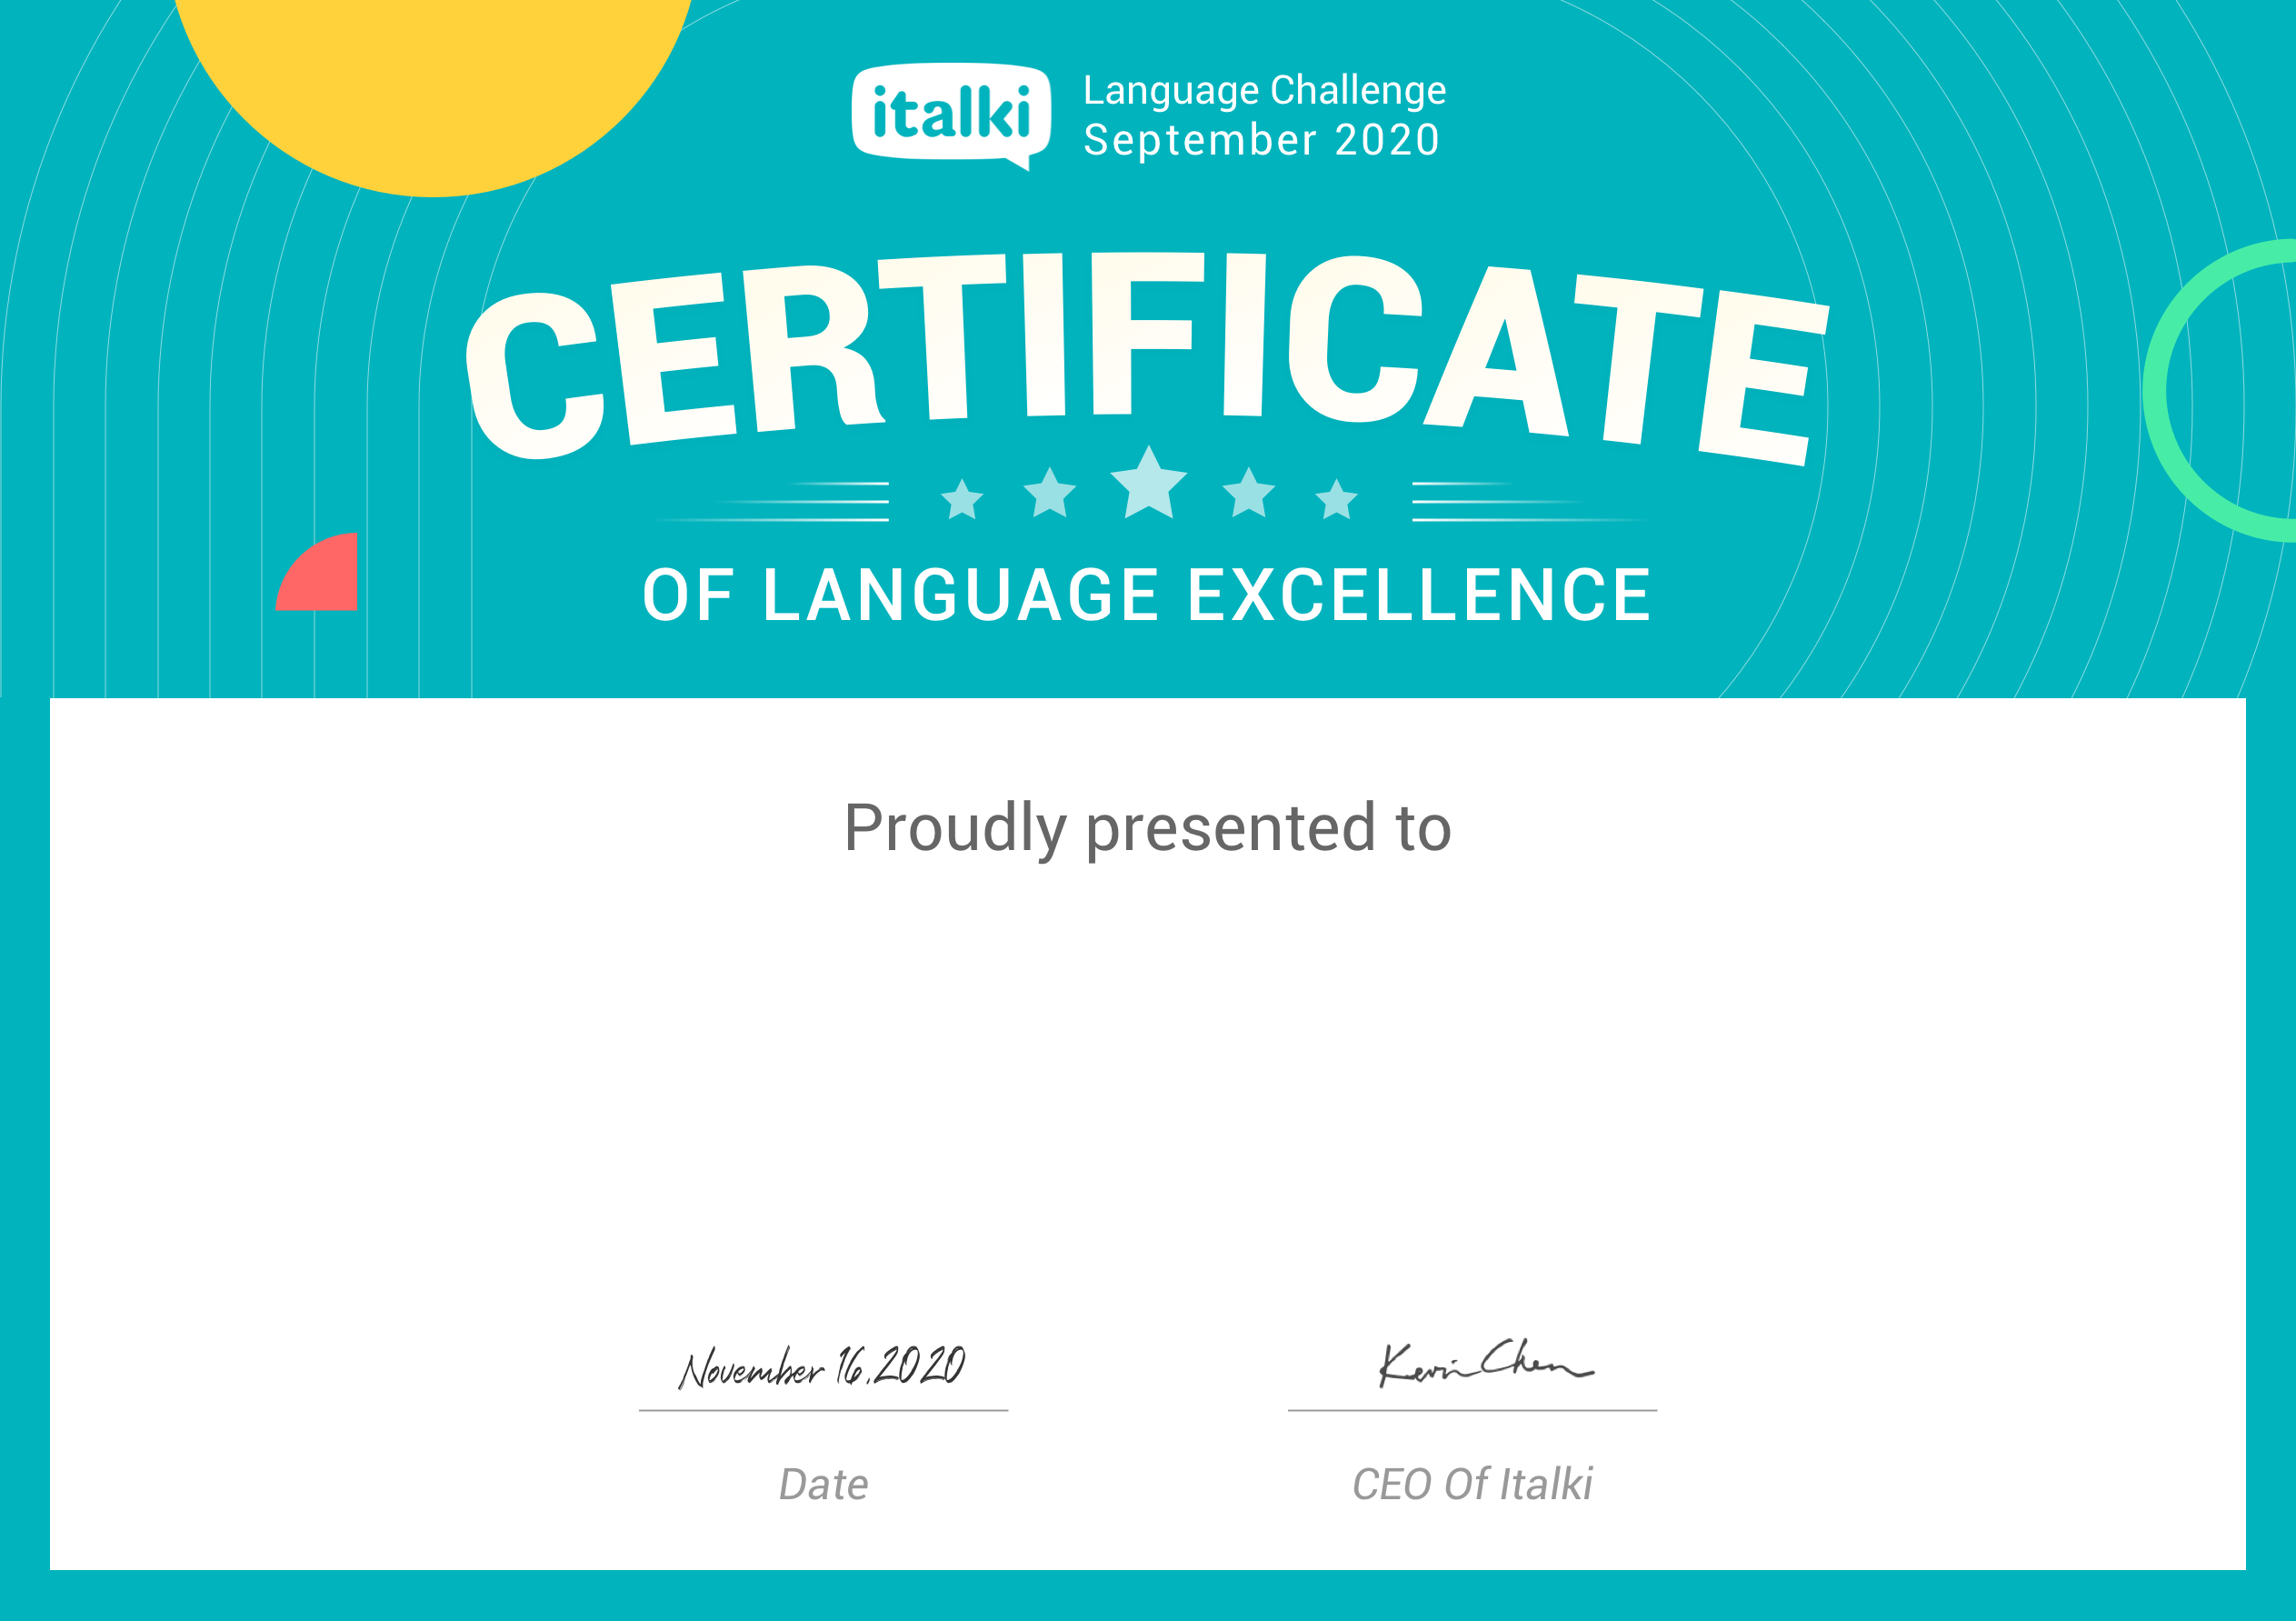 italki
Language Challenge
September 2020
CERTIFICATE
OF LANGUAGE EXCELLENCE
Proudly presented to
November 16,2020
Kevin Chen
Date
CEO Of Italki